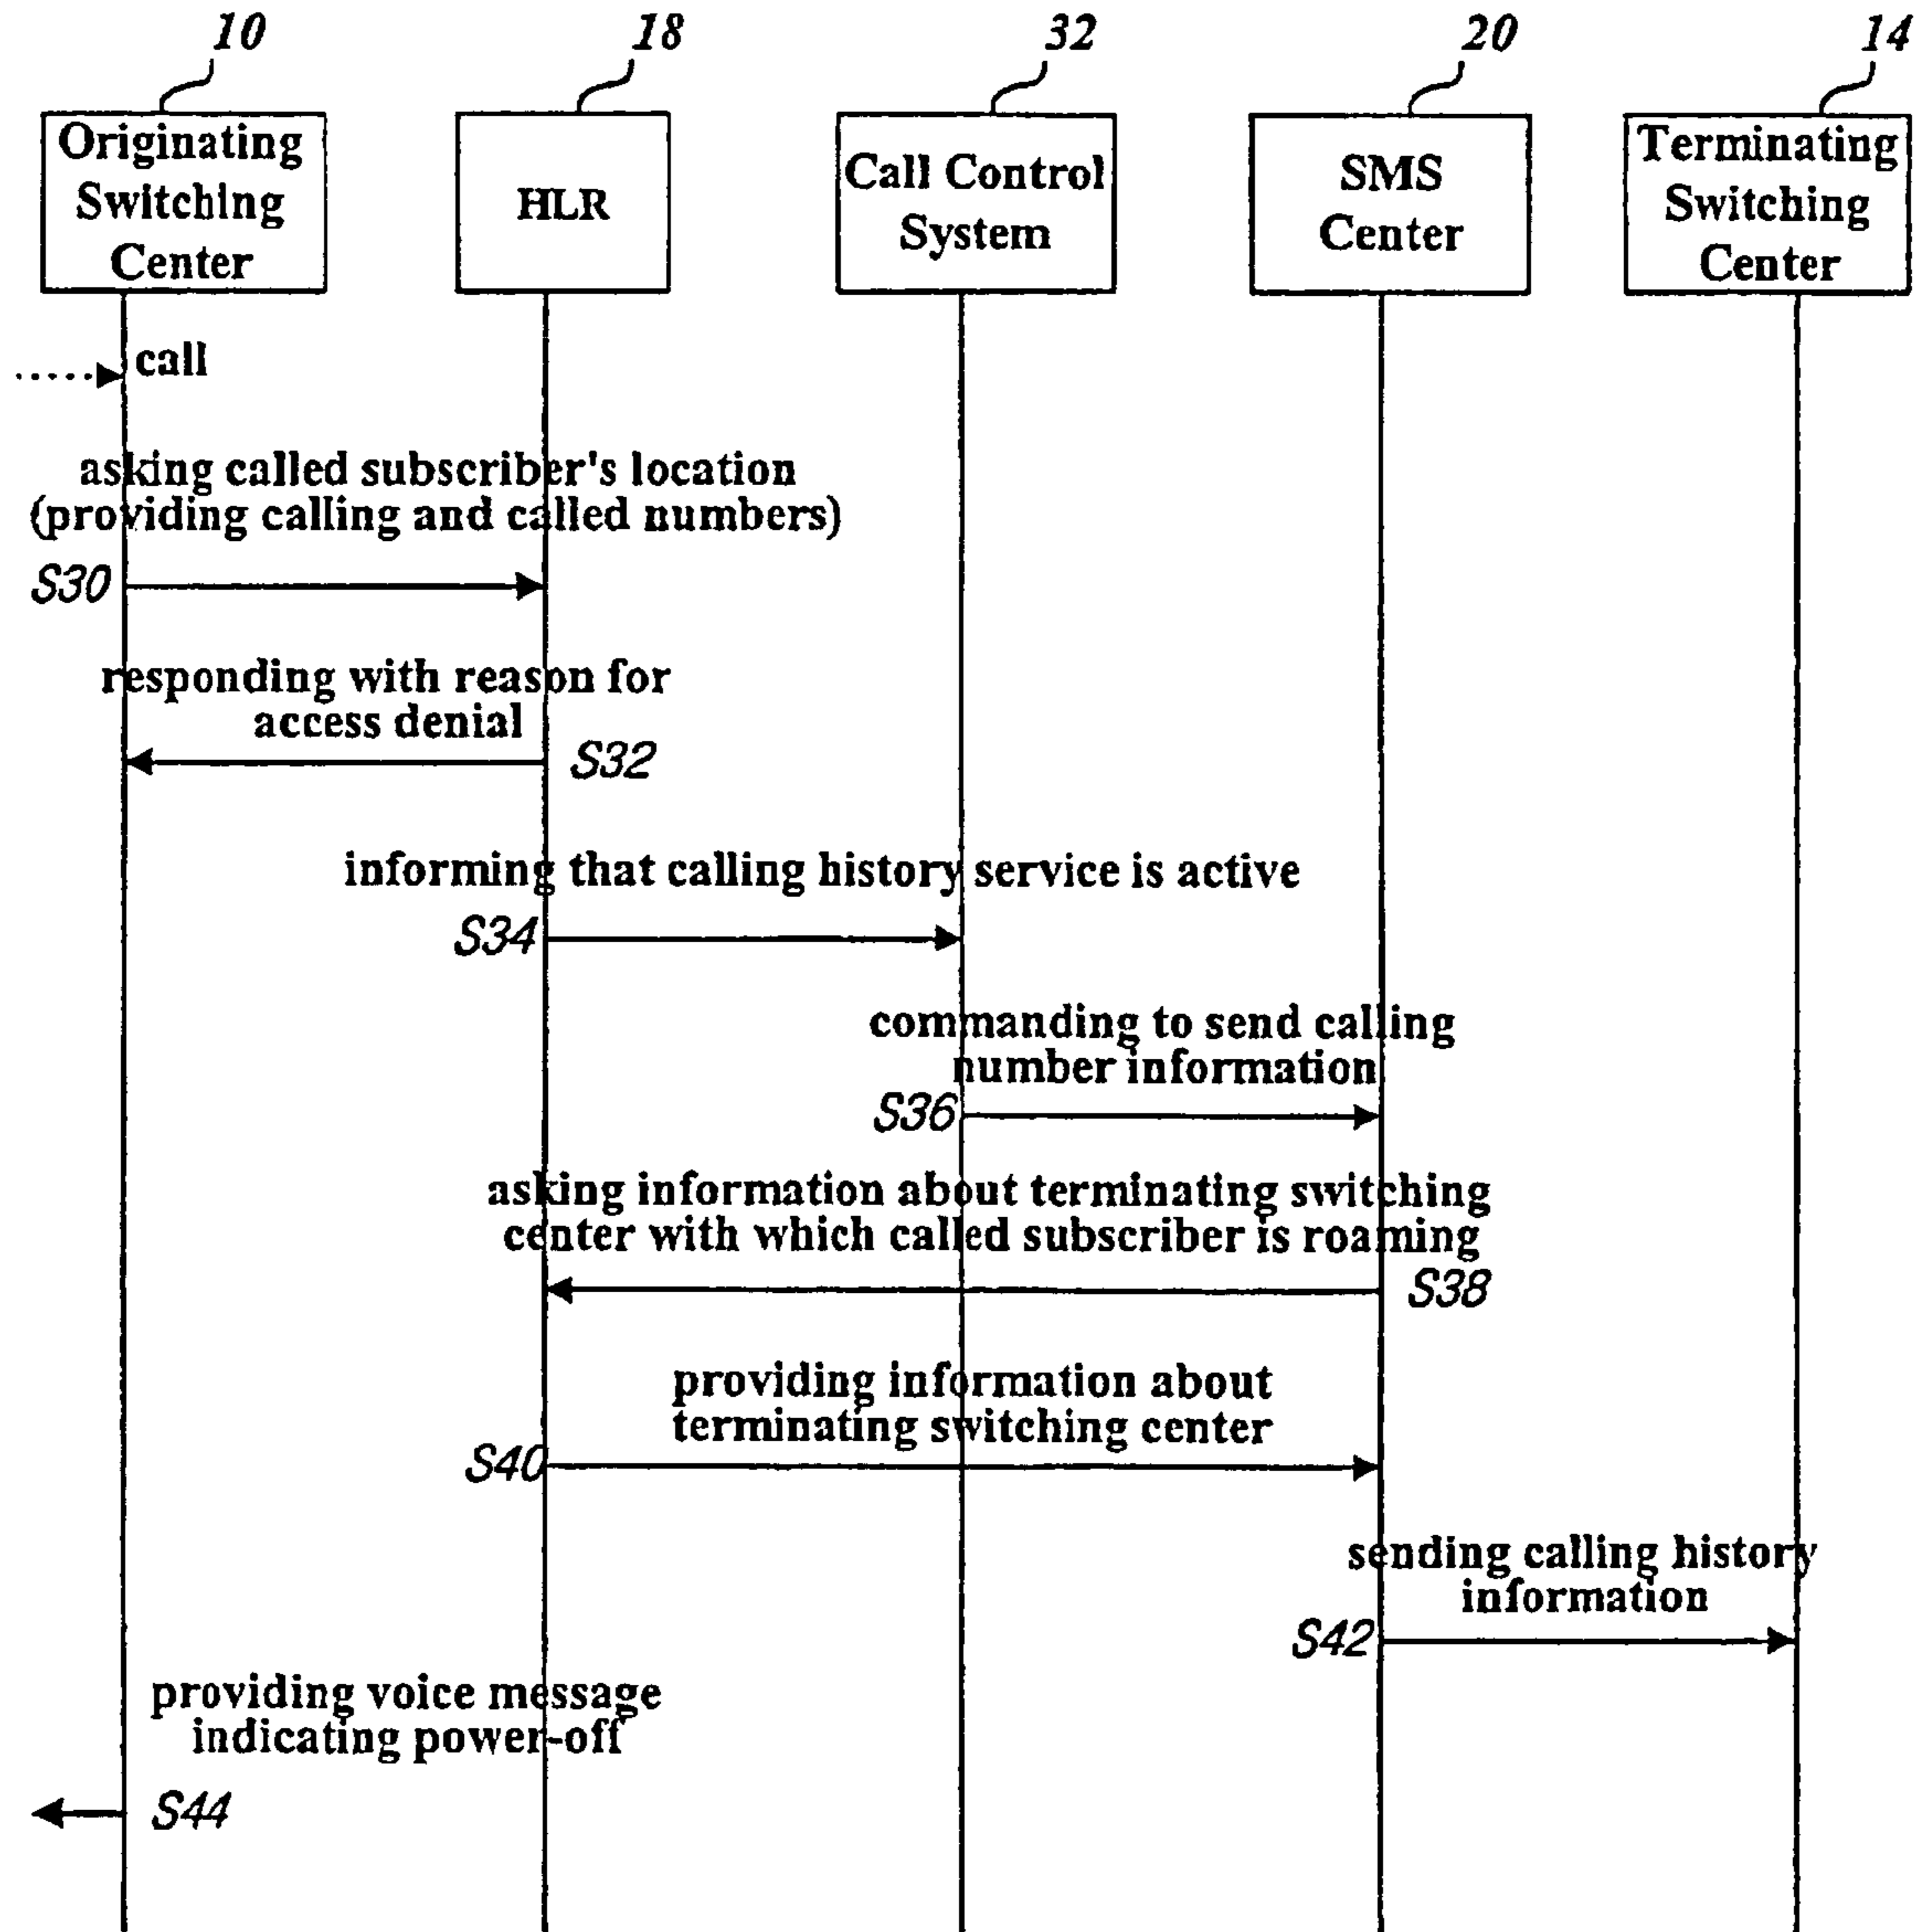 10
18
32
20
14
Originating
Switching
Center
HLR
Call Control
System
SMS
Center
Terminating
Switching
Center
call
asking called subscriber's location
(providing calling and called numbers)
S30
responding with reason for
access denial
S32
informing that calling history service is active
S34
commanding to send calling
number information
S36
asking information about terminating switching
center with which called subscriber is roaming
S38
providing information about
terminating switching center
S40
sending calling history
information
S42
providing voice message
indicating power-off
S44